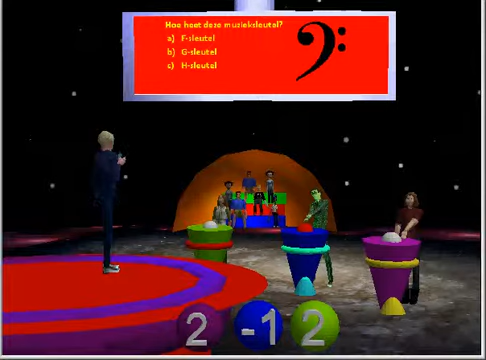 Hoe heet deze muzieksleutel?
a) F-sleutel
b) G-sleutel
c) H-sleutel
2 -1 2